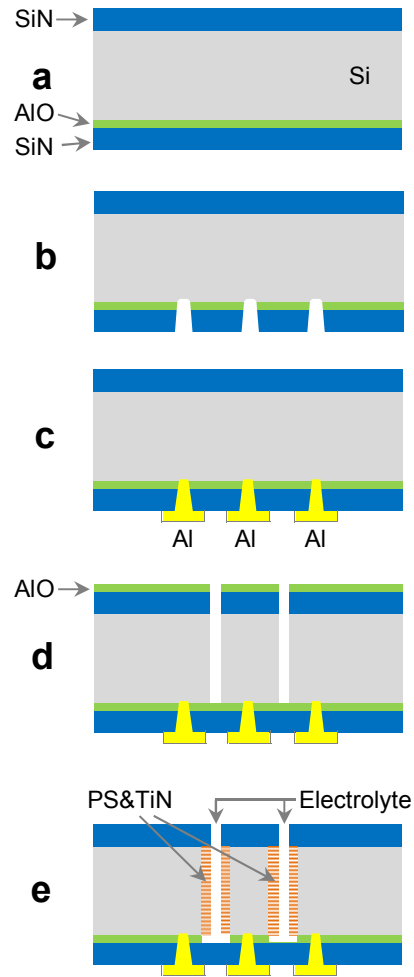 SiN
a
Si
AlO
SiN
b
c
Al Al Al
AlO
d
PS&TiN Electrolyte
e